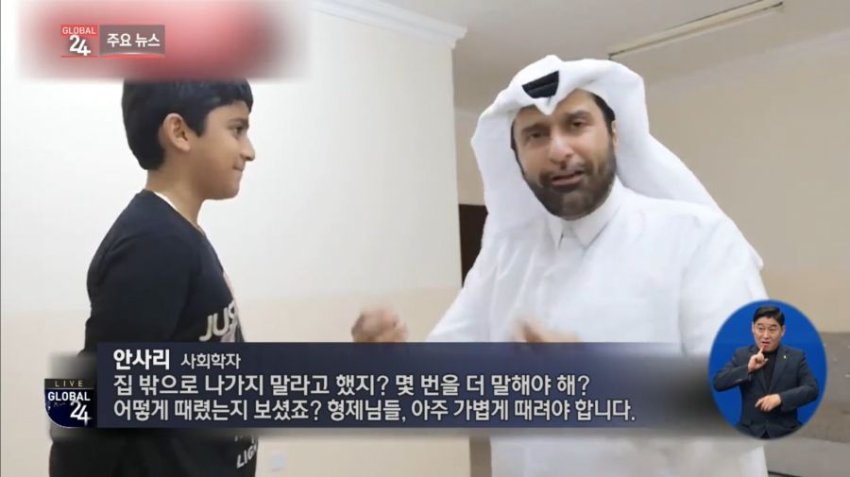 GLOBAL
24
주요 뉴스
JUS
LIGH
안사리 사회학자
집 밖으로 나가지 말라고 했지? 몇 번을 더 말해야 해?
어떻게 때렸는지 보셨죠? 형제님들, 아주 가볍게 때려야 합니다.
LIVE
GLOBAL
24